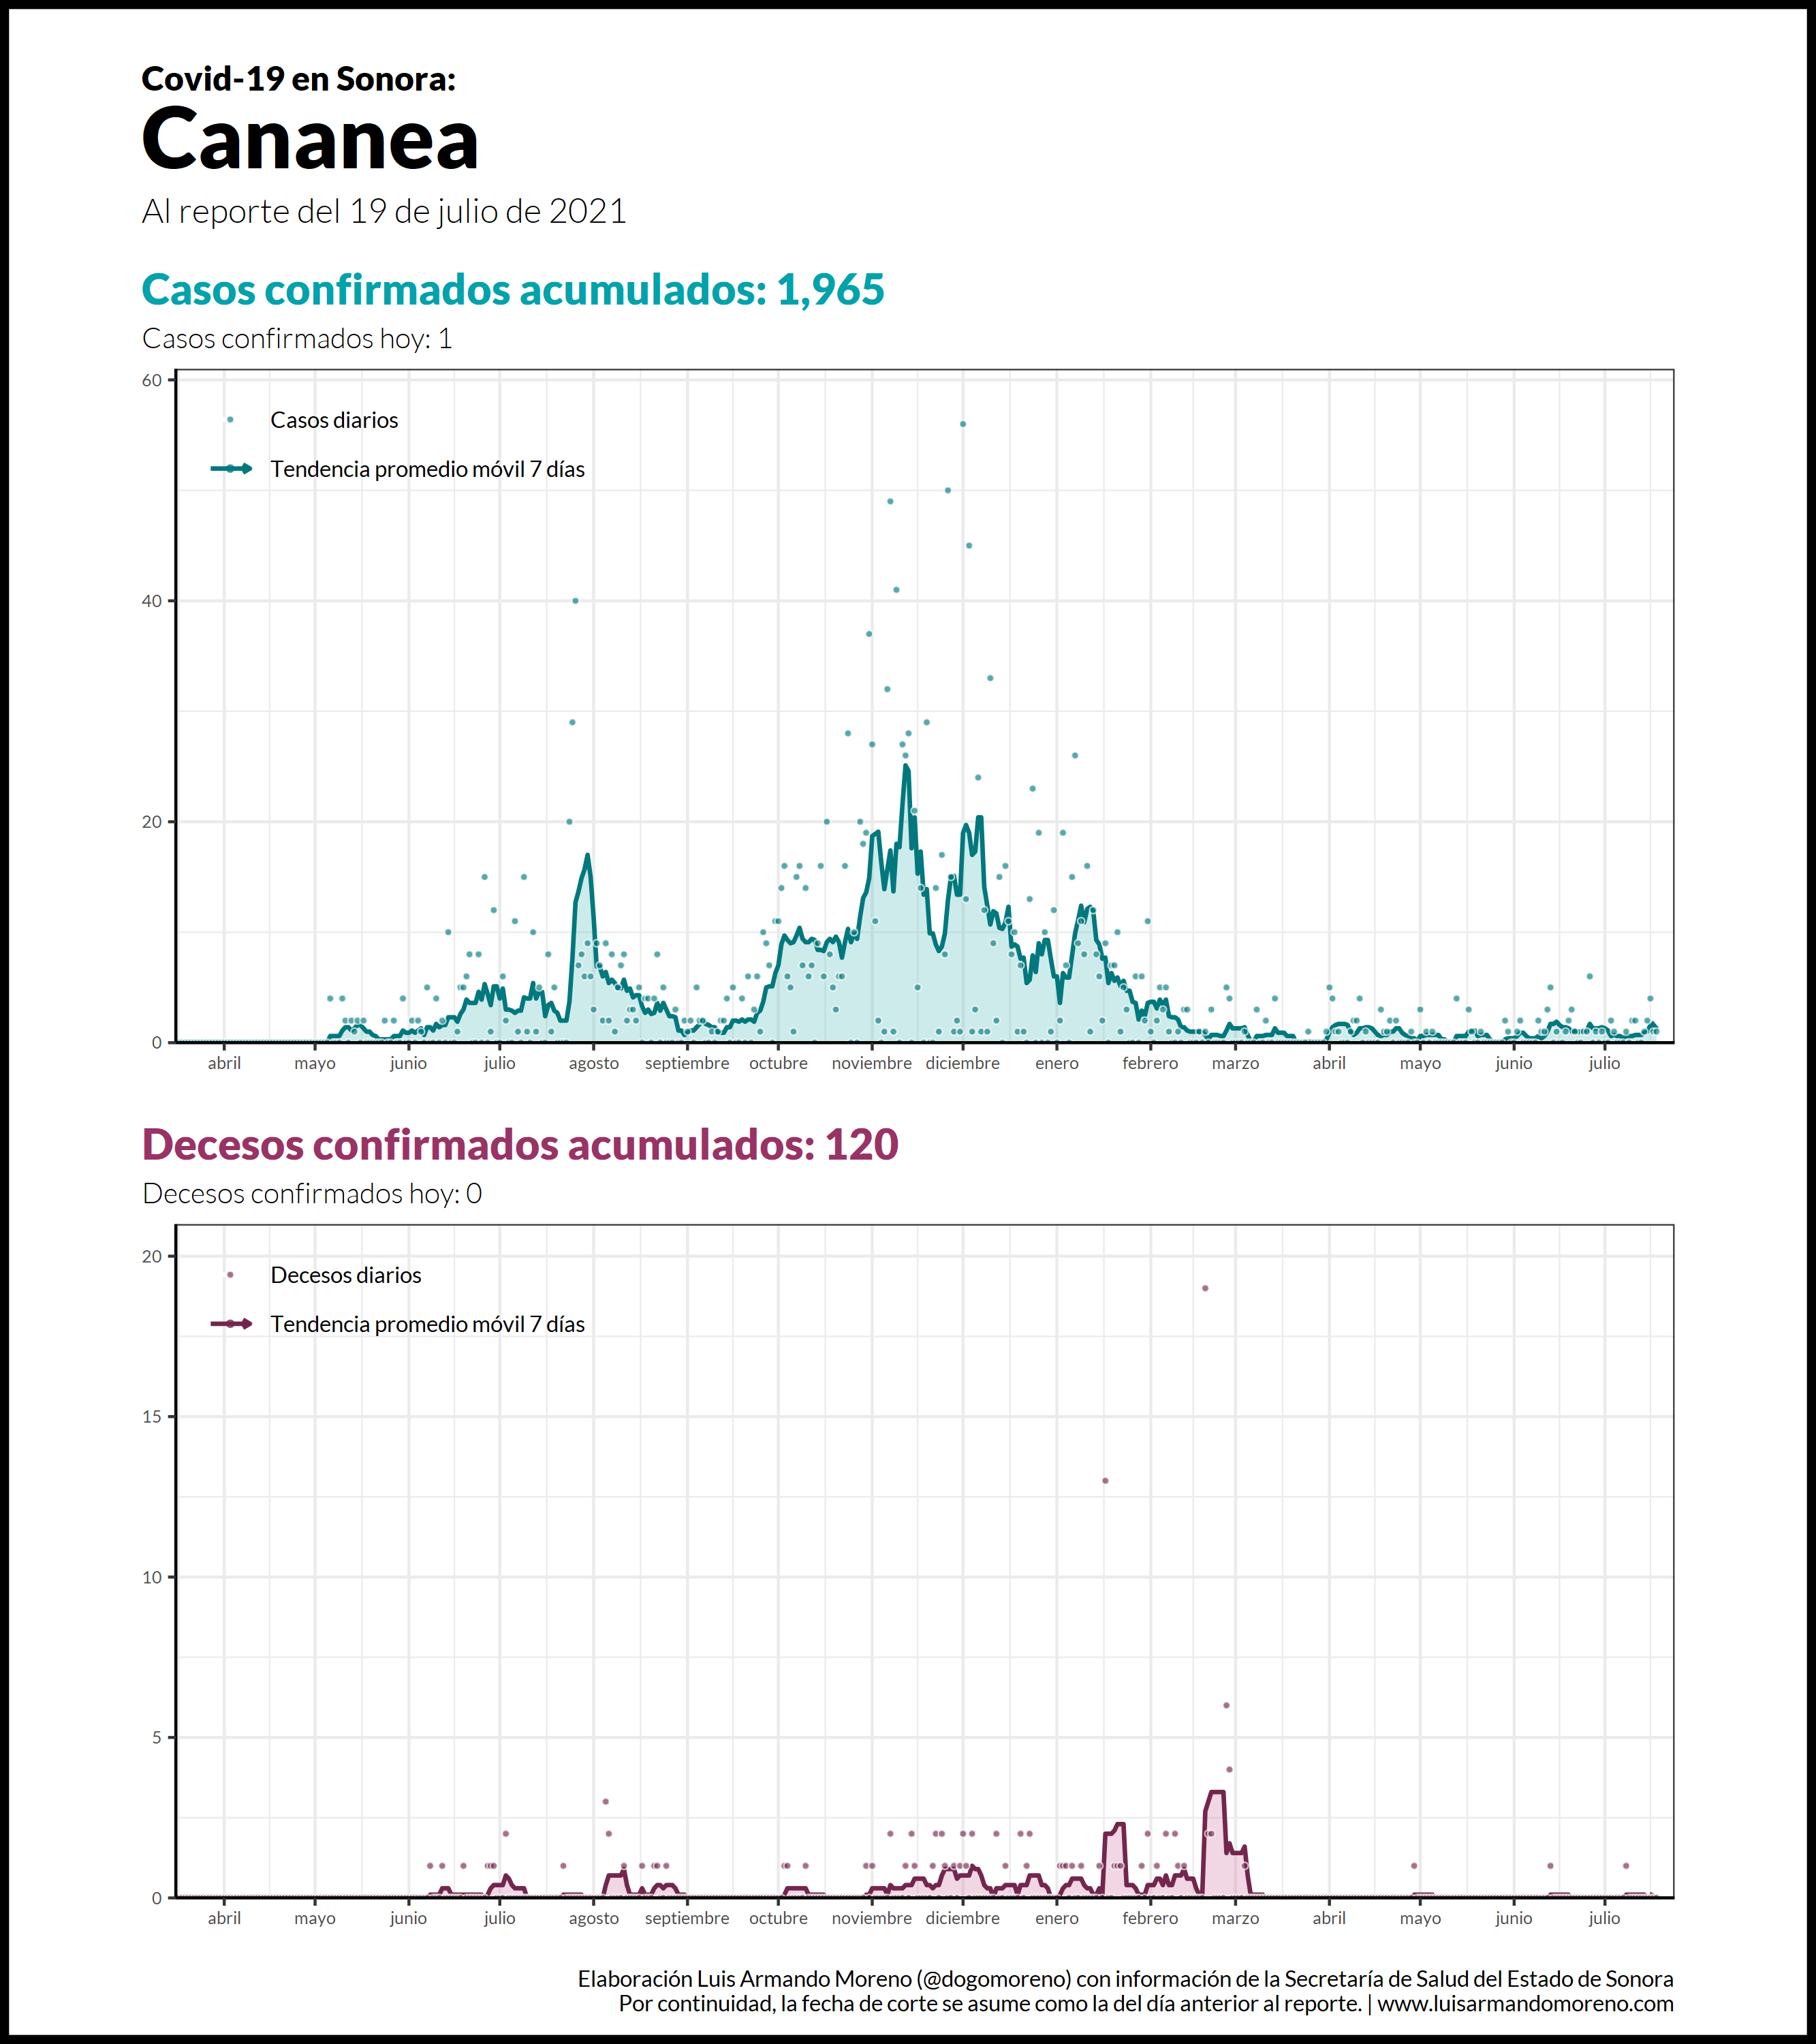 Covid-19 en Sonora:
Cananea
Al reporte del 19 de julio de 2021
Casos confirmados acumulados: 1,965
Casos confirmados hoy: 1
60
40
20
0
Casos diarios
Tendencia promedio móvil 7 días
abril mayo junio julio agosto septiembre octubre noviembre diciembre enero febrero marzo abril mayo junio julio
Decesos confirmados acumulados: 120
Decesos confirmados hoy: 0
20
15
10
5
0
Decesos diarios
Tendencia promedio móvil 7 días
abril mayo junio julio agosto septiembre octubre noviembre diciembre enero febrero marzo abril mayo junio julio
Elaboración Luis Armando Moreno (@dogomoreno) con información de la Secretaría de Salud del Estado de Sonora
Por continuidad, la fecha de corte se asume como la del día anterior al reporte. | www.luisarmandomoreno.com